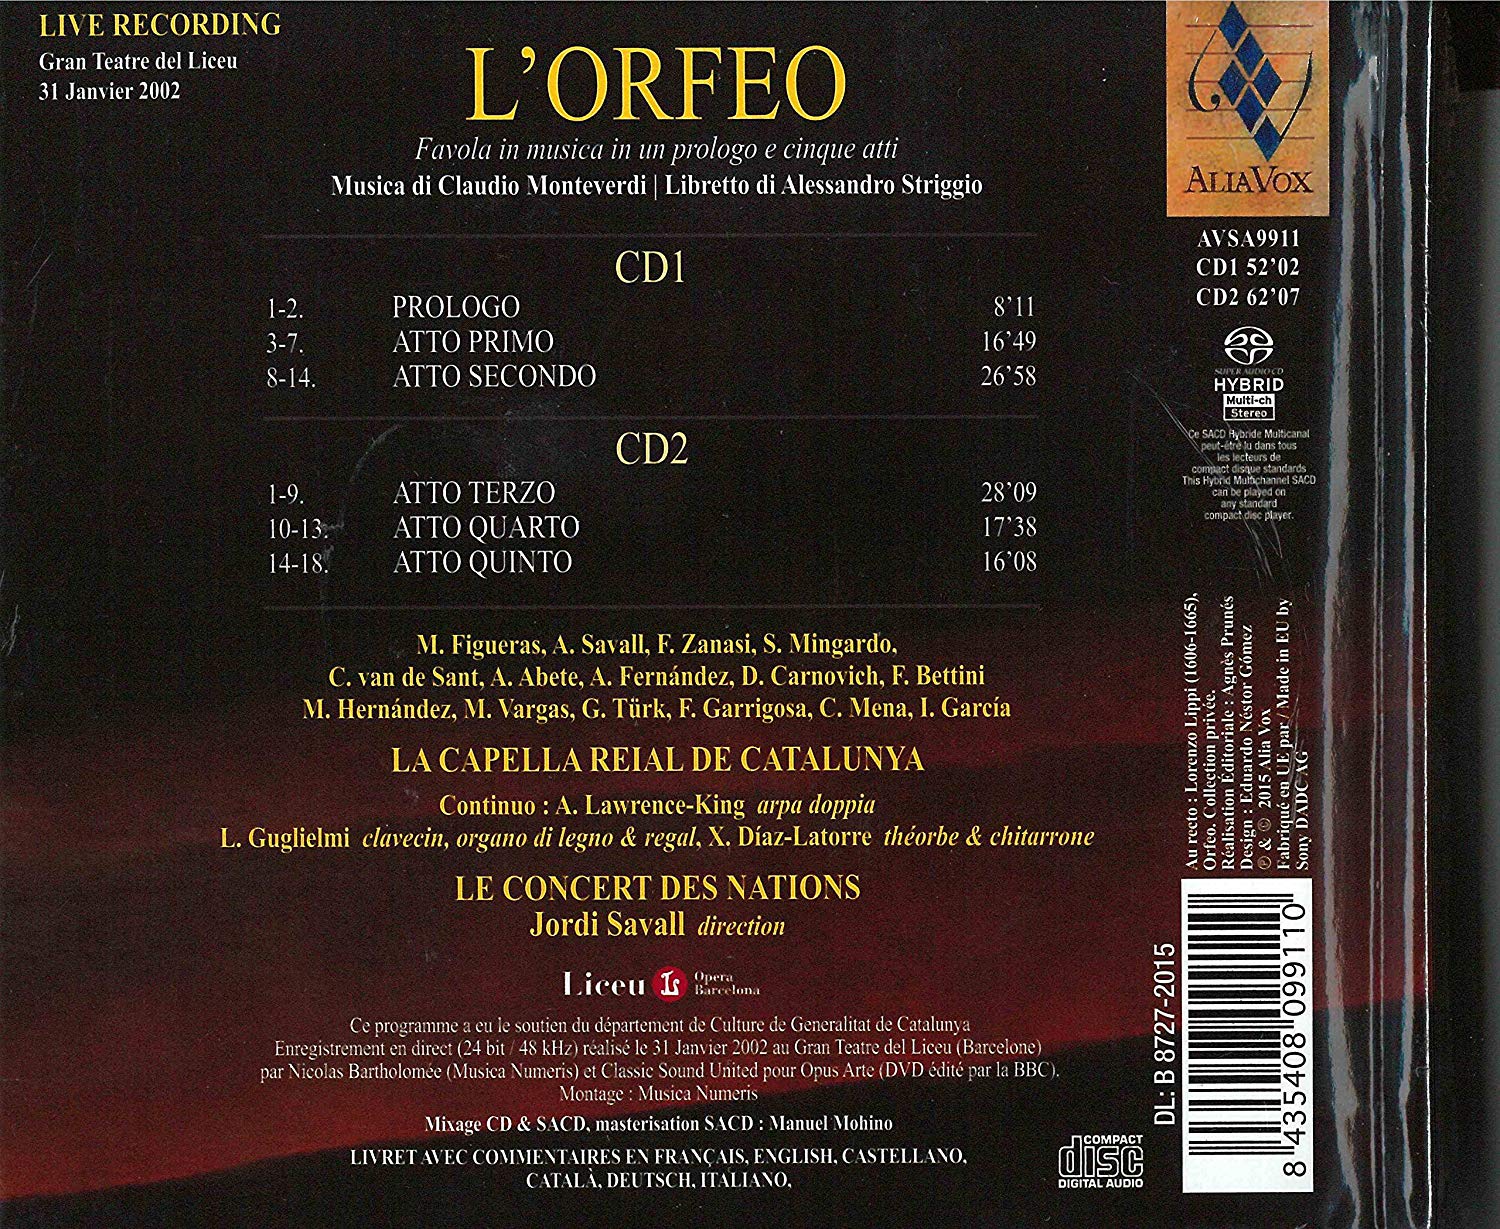 LIVE RECORDING
Gran Teatre del Liceu
31 Janvier 2002
L'ORFEO
Favola in musica in un prologo e cinque atti
Musica di Claudio Monteverdi | Libretto di Alessandro Striggio
CD1
1-2. PROLOGO 8'11
3-7. ATTO PRIMO 16'49
8-14. ATTO SECONDO 26'58
CD2
1-9. ATTO TERZO 28'09
10-13. ATTO QUARTO 17'38
14-18. ATTO QUINTO 16'08
M. Figueras, A. Savall, F. Zanasi, S. Mingardo,
C. van de Sant, A. Abete, A. Fernández, D. Carnovich, F. Bettini
M. Hernández, M. Vargas, G. Türk, F. Garrigosa, C. Mena, I. García
LA CAPELLA REIAL DE CATALUNYA
Continuo : A. Lawrence-King arpa doppia
L. Guglielmi clavecin, organo di legno & regal, X. Díaz-Latorre théorbe & chitarrone
LE CONCERT DES NATIONS
Jordi Savall direction
Liceu Opera
Barcelona
Ce programme a eu le soutien du département de Culture de Generalitat de Catalunya
Enregistrement en direct (24 bit / 48 kHz) réalisé le 31 Janvier 2002 au Gran Teatre del Liceu (Barcelone)
par Nicolas Bartholomée (Musica Numeris) et Classic Sound United pour Opus Arte (DVD édité par la BBC).
Montage : Musica Numeris
Mixage CD & SACD, masterisation SACD : Manuel Mohino
LIVRET AVEC COMMENTAIRES EN FRANÇAIS, ENGLISH, CASTELLANO,
CATALÀ, DEUTSCH, ITALIANO,
COMPACT
disc
DIGITAL AUDIO
ALIAVOX
AVSA9911
CD1 52'02
CD2 62'07
SUPER AUDIO CD
HYBRID
Multi-ch
Stereo
Ce SACD Hybride Multicanal
peut-être lu dans tous
les lecteurs de
compact disque standards
This Hybrid Multichannel SACD
can be played on
any standard
compact disc player.
Au recto : Lorenzo Lippi (1606-1665),
Orfeo. Collection privée.
Réalisation Éditoriale : Agnès Prunés
Design : Eduardo Néstor Gómez
℗ & © 2015 Alia Vox
Fabriqué en UE par / Made in EU by
Sony DADC AG
DL: B 8727-2015
8 435408 099110